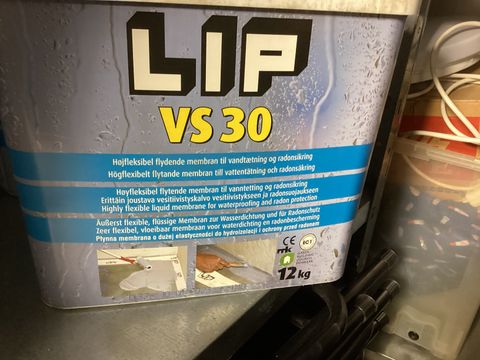 LIP
VS 30
Højfleksibel flydende membran til vandtætning og radonsikring
Högflexibelt flytande membran till vattentätning och radonsäkring
Høyfleksibel flytende membran til vanntetting og radonsikring
Erittäin joustava vesitiivistyskalvo vesitiivistykseen ja radonsuojaukseen
Highly flexible liquid membrane for waterproofing and radon protection
Äußerst flexible, flüssige Membran zur Wasserdichtung und für Radonschutz
Zeer flexibel, vloeibaar membraan voor waterdichting en radonbescherming
Płynna membrana o dużej elastyczności do hydroizolacji i ochrony przed radonem
CE
EC1
12 kg